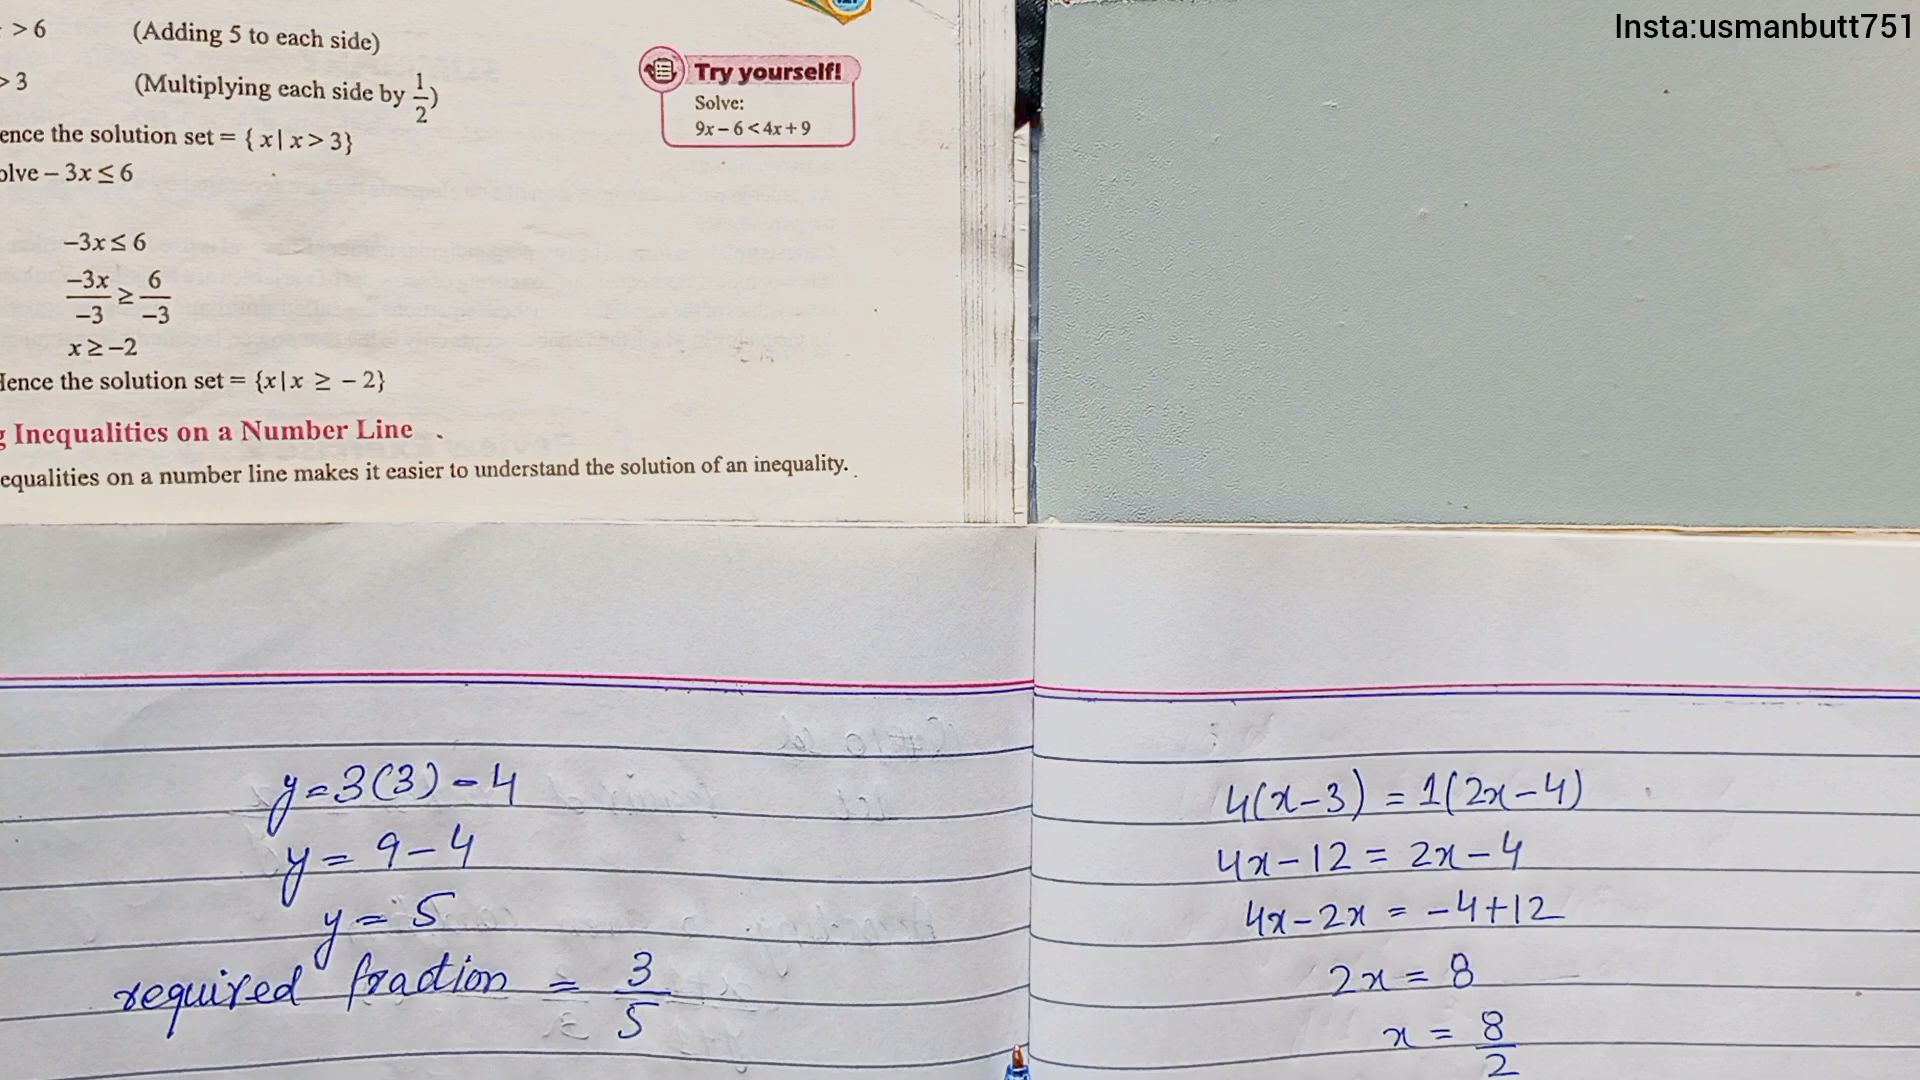 Insta:usmanbutt751
> 6 (Adding 5 to each side)
> 3 (Multiplying each side by 1/2)
ence the solution set = { x | x > 3}
olve – 3x ≤ 6
–3x ≤ 6
–3x/–3 ≥ 6/–3
x ≥ –2
Hence the solution set = {x | x ≥ – 2}
g Inequalities on a Number Line
equalities on a number line makes it easier to understand the solution of an inequality.
Try yourself!
Solve:
9x – 6 < 4x + 9
y = 3(3) – 4
y = 9 – 4
y = 5
required fraction = 3/5
4(x–3) = 1(2x–4)
4x–12 = 2x–4
4x–2x = –4+12
2x = 8
x = 8/2